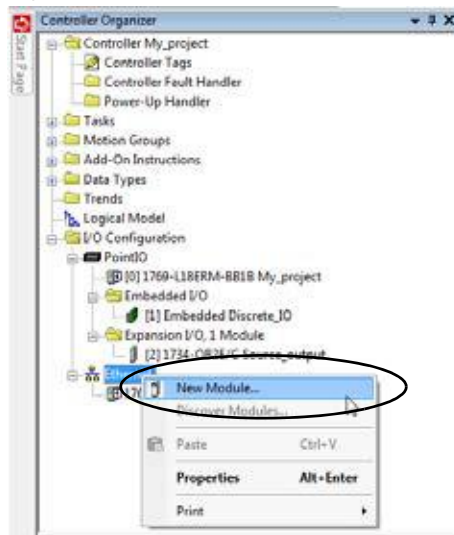 Controller Organizer
Start Page
Controller My_project
Controller Tags
Controller Fault Handler
Power-Up Handler
Tasks
Motion Groups
Add-On Instructions
Data Types
Trends
Logical Model
I/O Configuration
PointIO
[0] 1769-L18ERM-BB1B My_project
Embedded I/O
[1] Embedded Discrete_IO
Expansion I/O, 1 Module
[2] 1734-OB2E/C Source_output
New Module...
Discover Modules...
Paste Ctrl+V
Properties Alt+Enter
Print